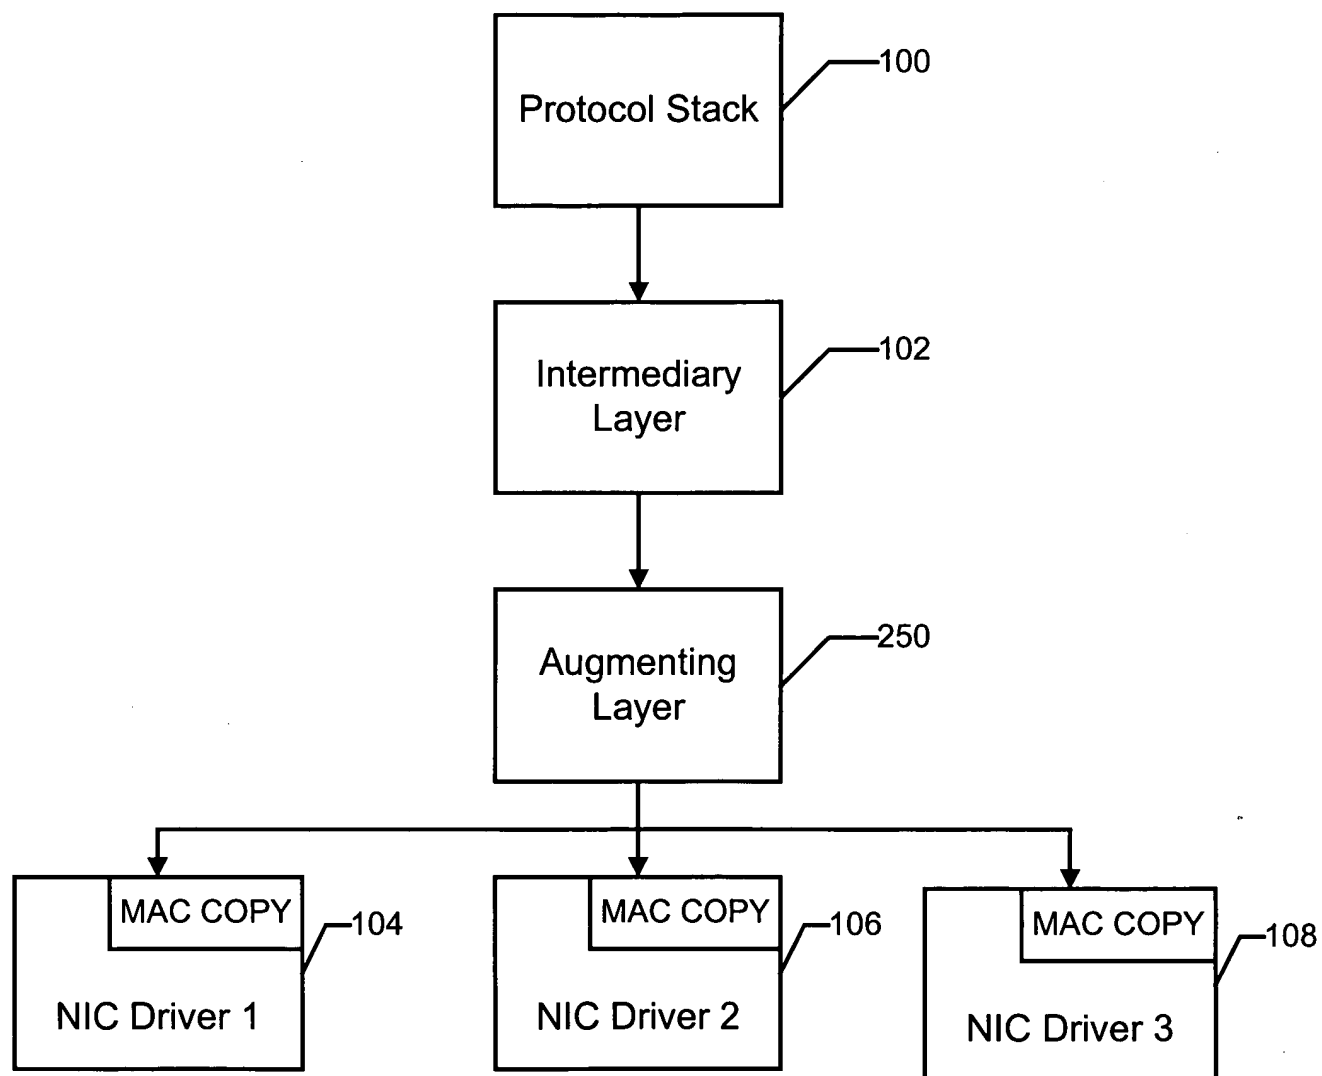 Protocol Stack
100
Intermediary
Layer
102
Augmenting
Layer
250
MAC COPY
104
NIC Driver 1
MAC COPY
106
NIC Driver 2
MAC COPY
108
NIC Driver 3